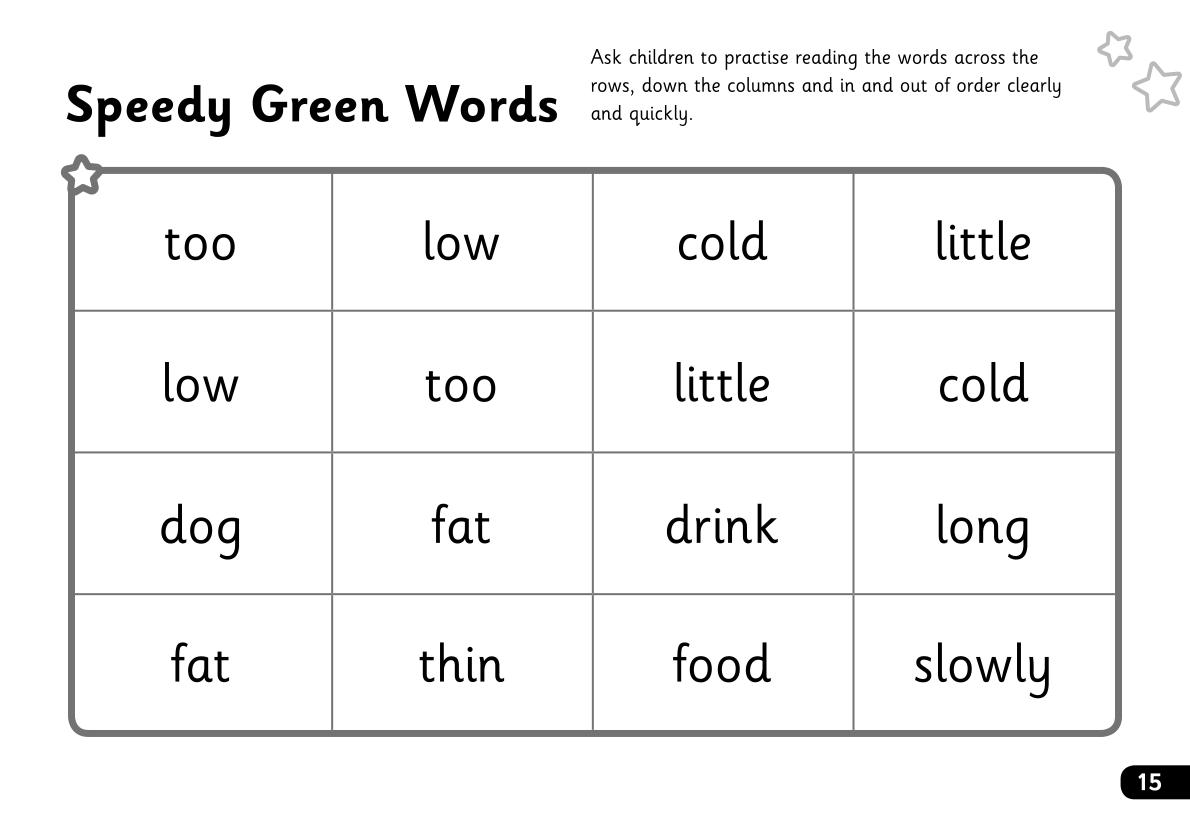 Speedy Green Words
Ask children to practise reading the words across the
rows, down the columns and in and out of order clearly
and quickly.
too low cold little
low too little cold
dog fat drink long
fat thin food slowly
15